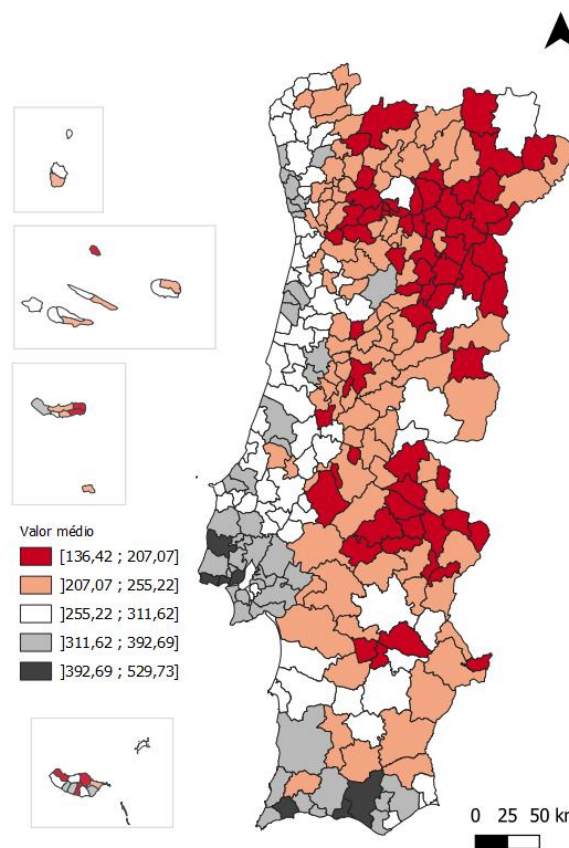 Valor médio
[136,42 ; 207,07]
]207,07 ; 255,22]
]255,22 ; 311,62]
]311,62 ; 392,69]
]392,69 ; 529,73]
0 25 50 km